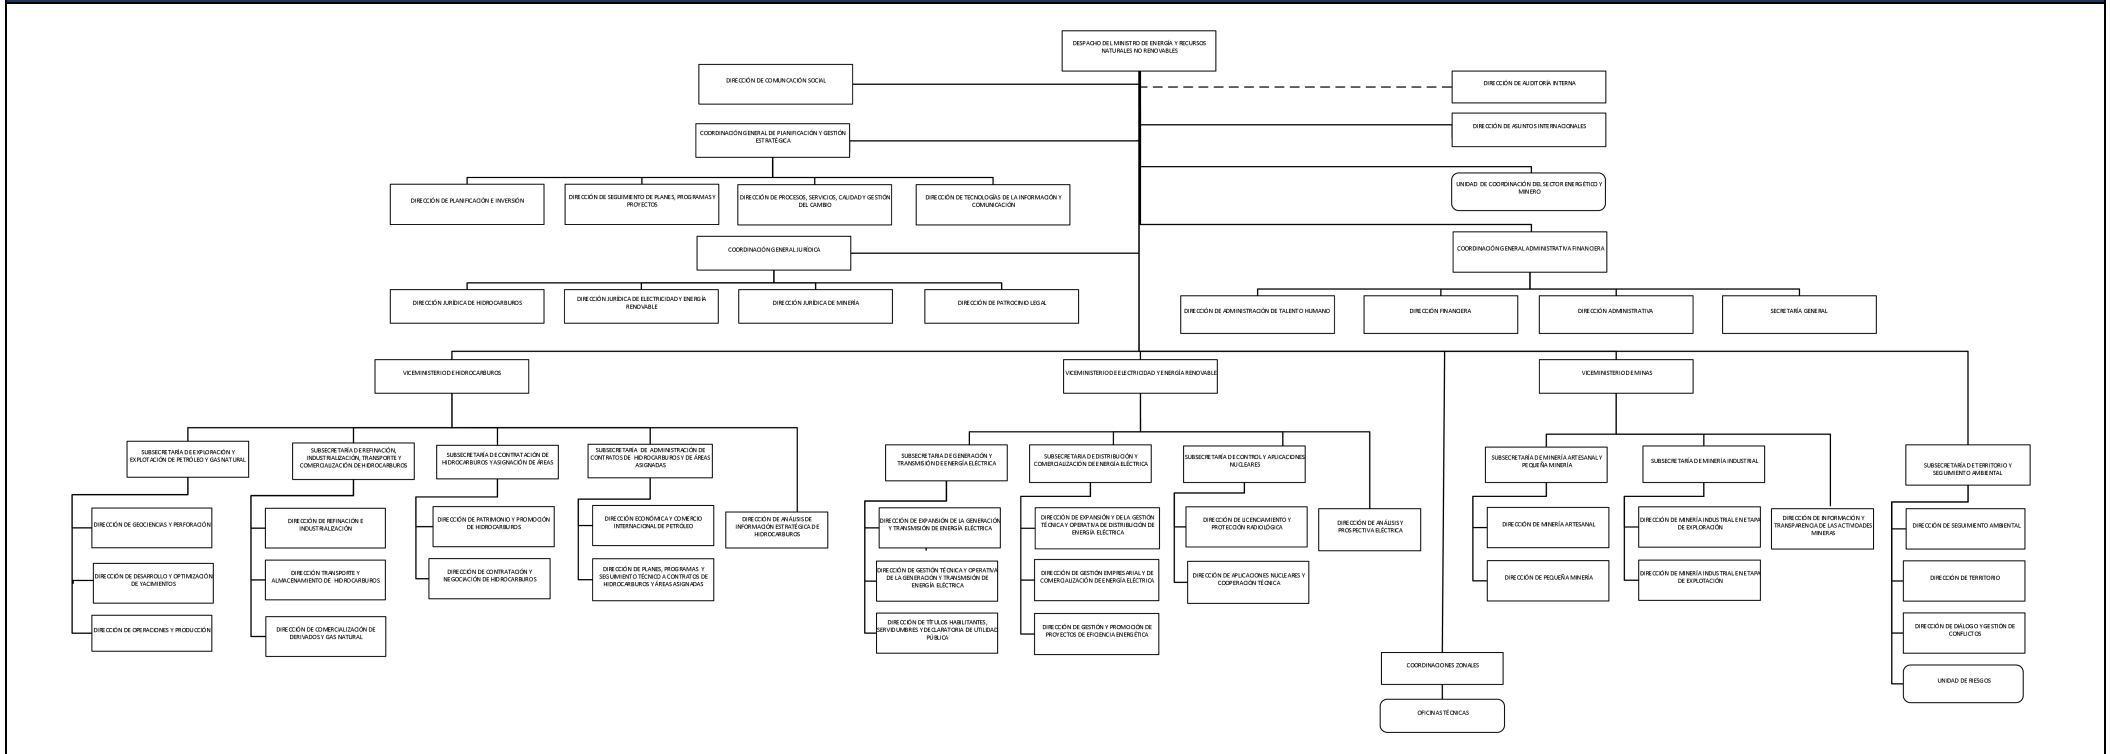 DESPACHO DEL MINISTRO DE ENERGÍA Y RECURSOS
NATURALES NO RENOVABLES
DIRECCIÓN DE COMUNCACIÓN SOCIAL
DIRECCIÓN DE AUDITORÍA INTERNA
DIRECCIÓN DE ASUNTOS INTERNACIONALES
COORDINACIÓN GENERAL DE PLANIFICACIÓN Y GESTIÓN
ESTRATÉGICA
UNIDAD DE COORDINACIÓN DEL SECTOR ENERGÉTICO Y
MINERO
DIRECCIÓN DE PLANIFICACIÓN E INVERSIÓN
DIRECCIÓN DE SEGUIMIENTO DE PLANES, PROGRAMAS Y
PROYECTOS
DIRECCIÓN DE PROCESOS, SERVICIOS, CALIDAD Y GESTIÓN
DEL CAMBIO
DIRECCIÓN DE TECNOLOGÍAS DE LA INFORMACIÓN Y
COMUNICACIÓN
COORDINACIÓN GENERAL JURÍDICA
COORDINACIÓN GENERAL ADMINISTRATIVA FINANCIERA
DIRECCIÓN JURÍDICA DE HIDROCARBUROS
DIRECCIÓN JURÍDICA DE ELECTRICIDAD Y ENERGÍA
RENOVABLE
DIRECCIÓN JURÍDICA DE MINERÍA
DIRECCIÓN DE PATROCINIO LEGAL
DIRECCIÓN DE ADMINISTRACIÓN DE TALENTO HUMANO
DIRECCIÓN FINANCIERA
DIRECCIÓN ADMINISTRATIVA
SECRETARÍA GENERAL
VICEMINISTERIO DE HIDROCARBUROS
VICEMINISTERIO DE ELECTRICIDAD Y ENERGÍA RENOVABLE
VICEMINISTERIO DE MINAS
SUBSECRETARÍA DE EXPLORACIÓN Y
EXPLOTACIÓN DE PETRÓLEO Y GAS NATURAL
SUBSECRETARÍA DE REFINACIÓN,
INDUSTRIALIZACIÓN, TRANSPORTE Y
COMERCIALIZACIÓN DE HIDROCARBUROS
SUBSECRETARÍA DE CONTRATACIÓN DE
HIDROCARBUROS Y ASIGNACIÓN DE ÁREAS
SUBSECRETARÍA DE ADMINISTRACIÓN DE
CONTRATOS DE HIDROCARBUROS Y DE ÁREAS
ASIGNADAS
SUBSECRETARIA DE GENERACIÓN Y
TRANSMISIÓN DE ENERGÍA ELÉCTRICA
SUBSECRETARIA DE DISTRIBUCIÓN Y
COMERCIALIZACIÓN DE ENERGÍA ELÉCTRICA
SUBSECRETARÍA DE CONTROL Y APLICACIONES
NUCLEARES
SUBSECRETARÍA DE MINERÍA ARTESANAL Y
PEQUEÑA MINERÍA
SUBSECRETARÍA DE MINERÍA INDUSTRIAL
SUBSECRETARÍA DE TERRITORIO Y
SEGUIMIENTO AMBIENTAL
DIRECCIÓN DE GEOCIENCIAS Y PERFORACIÓN
DIRECCIÓN DE DESARROLLO Y OPTIMIZACIÓN
DE YACIMIENTOS
DIRECCIÓN DE OPERACIONES Y PRODUCCIÓN
DIRECCIÓN DE REFINACIÓN E
INDUSTRIALIZACIÓN
DIRECCIÓN TRANSPORTE Y
ALMACENAMIENTO DE HIDROCARBUROS
DIRECCIÓN DE COMERCIALIZACIÓN DE
DERIVADOS Y GAS NATURAL
DIRECCIÓN DE PATRIMONIO Y PROMOCIÓN
DE HIDROCARBUROS
DIRECCIÓN DE CONTRATACIÓN Y
NEGOCIACIÓN DE HIDROCARBUROS
DIRECCIÓN ECONÓMICA Y COMERCIO
INTERNACIONAL DE PETRÓLEO
DIRECCIÓN DE PLANES, PROGRAMAS Y
SEGUIMIENTO TÉCNICO A CONTRATOS DE
HIDROCARBUROS Y ÁREAS ASIGNADAS
DIRECCIÓN DE ANÁLISIS DE
INFORMACIÓN ESTRATÉGICA DE
HIDROCARBUROS
DIRECCIÓN DE EXPANSIÓN DE LA GENERACIÓN
Y TRANSMISIÓN DE ENERGÍA ELÉCTRICA
DIRECCIÓN DE GESTIÓN TÉCNICA Y OPERATIVA
DE LA GENERACIÓN Y TRANSMISIÓN DE
ENERGÍA ELÉCTRICA
DIRECCIÓN DE TÍTULOS HABILITANTES,
SERVIDUMBRES Y DECLARATORIA DE UTILIDAD
PÚBLICA
DIRECCIÓN DE EXPANSIÓN Y DE LA GESTIÓN
TÉCNICA Y OPERATIVA DE DISTRIBUCIÓN DE
ENERGÍA ELÉCTRICA
DIRECCIÓN DE GESTIÓN EMPRESARIAL Y DE
COMERCIALIZACIÓN DE ENERGÍA ELÉCTRICA
DIRECCIÓN DE GESTIÓN Y PROMOCIÓN DE
PROYECTOS DE EFICIENCIA ENERGÉTICA
DIRECCIÓN DE LICENCIAMIENTO Y
PROTECCIÓN RADIOLÓGICA
DIRECCIÓN DE APLICACIONES NUCLEARES Y
COOPERACIÓN TÉCNICA
DIRECCIÓN DE ANÁLISIS Y
PROSPECTIVA ELÉCTRICA
DIRECCIÓN DE MINERÍA ARTESANAL
DIRECCIÓN DE PEQUEÑA MINERÍA
DIRECCIÓN DE MINERÍA INDUSTRIAL EN ETAPA
DE EXPLORACIÓN
DIRECCIÓN DE MINERÍA INDUSTRIAL EN ETAPA
DE EXPLOTACIÓN
DIRECCIÓN DE INFORMACIÓN Y
TRANSPARENCIA DE LAS ACTIVIDADES
MINERAS
DIRECCIÓN DE SEGUIMIENTO AMBIENTAL
DIRECCIÓN DE TERRITORIO
DIRECCIÓN DE DIÁLOGO Y GESTIÓN DE
CONFLICTOS
UNIDAD DE RIESGOS
COORDINACIONES ZONALES
OFICINAS TÉCNICAS